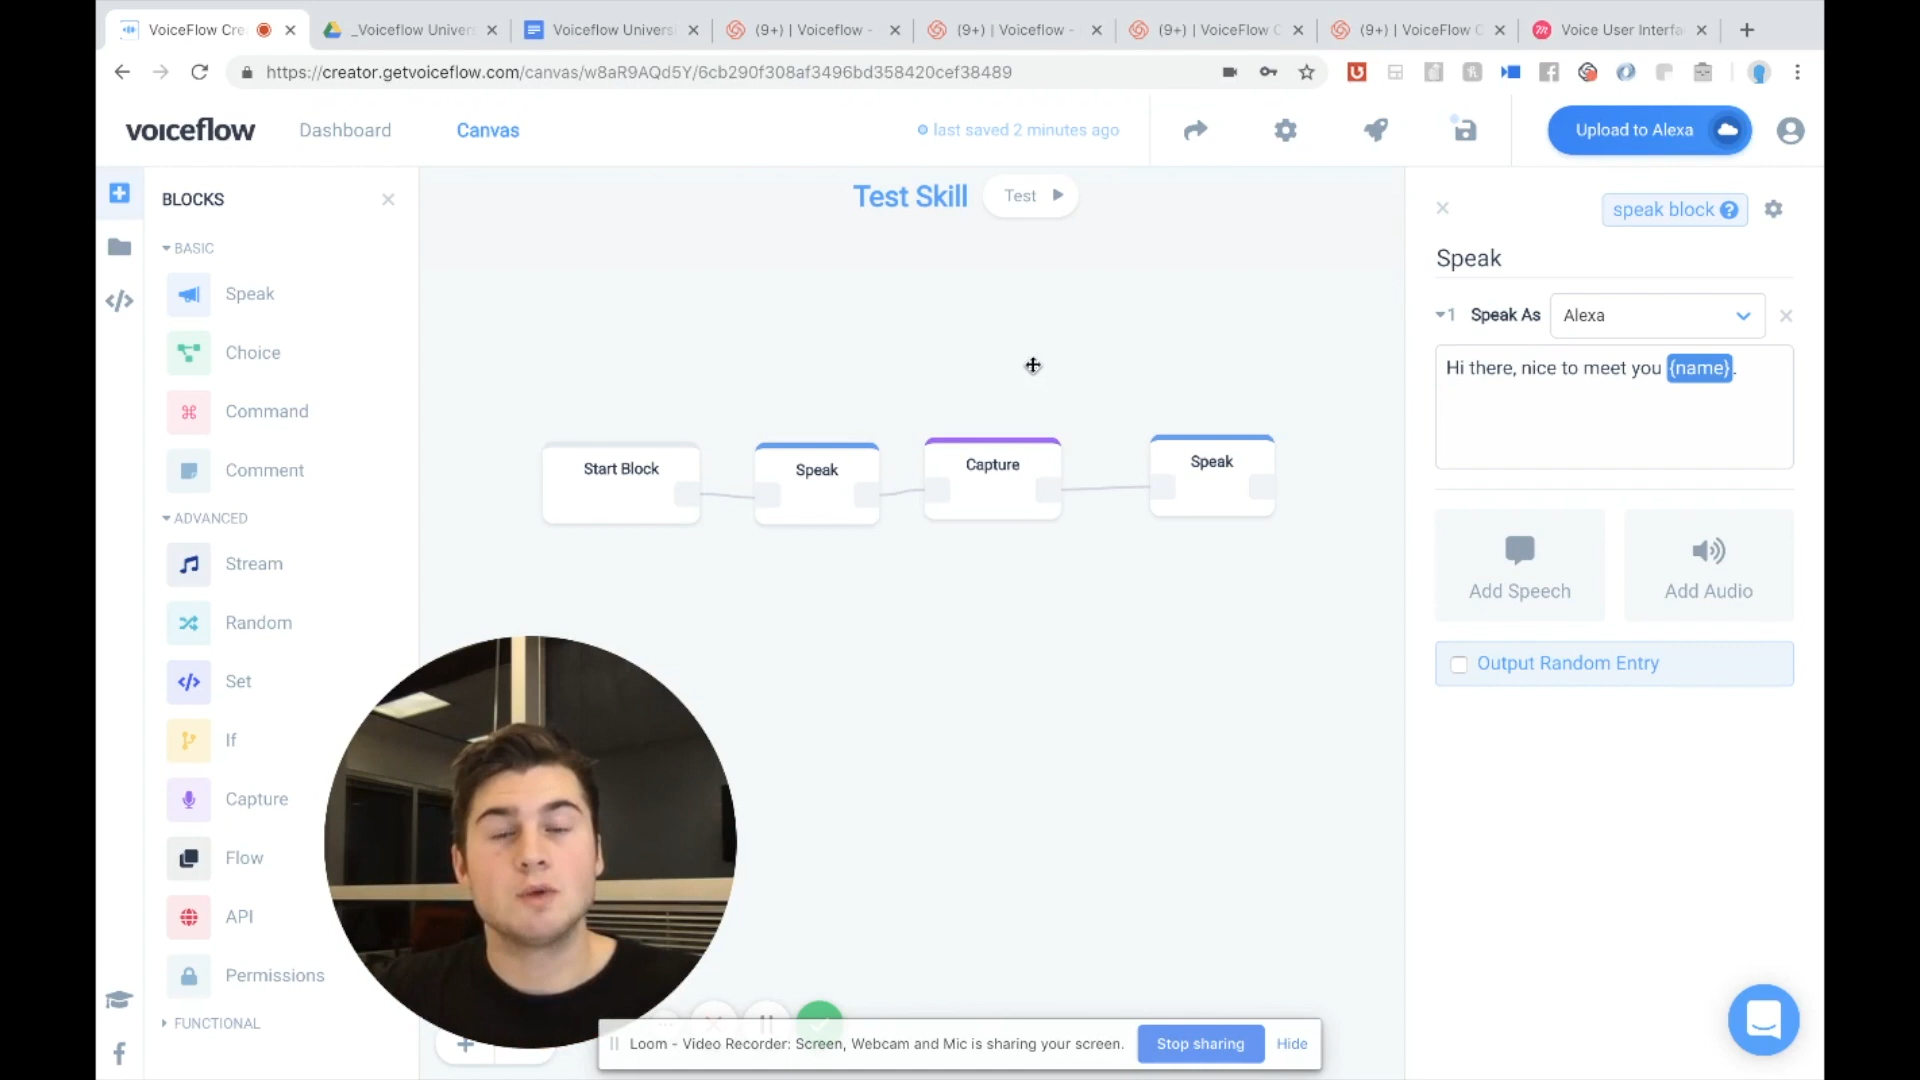 VoiceFlow Cre
_Voiceflow Univer
Voiceflow Univers
(9+) | Voiceflow -
(9+) | Voiceflow -
(9+) | VoiceFlow C
(9+) | VoiceFlow C
Voice User Interfa
https://creator.getvoiceflow.com/canvas/w8aR9AQd5Y/6cb290f308af3496bd358420cef38489
voiceflow
Dashboard
Canvas
last saved 2 minutes ago
Upload to Alexa
BLOCKS
BASIC
Speak
Choice
Command
Comment
ADVANCED
Stream
Random
Set
If
Capture
Flow
API
Permissions
FUNCTIONAL
Test Skill
Test
Start Block
Speak
Capture
Speak
speak block ?
Speak
1 Speak As Alexa
Hi there, nice to meet you {name}.
Add Speech
Add Audio
Output Random Entry
Loom - Video Recorder: Screen, Webcam and Mic is sharing your screen.
Stop sharing
Hide